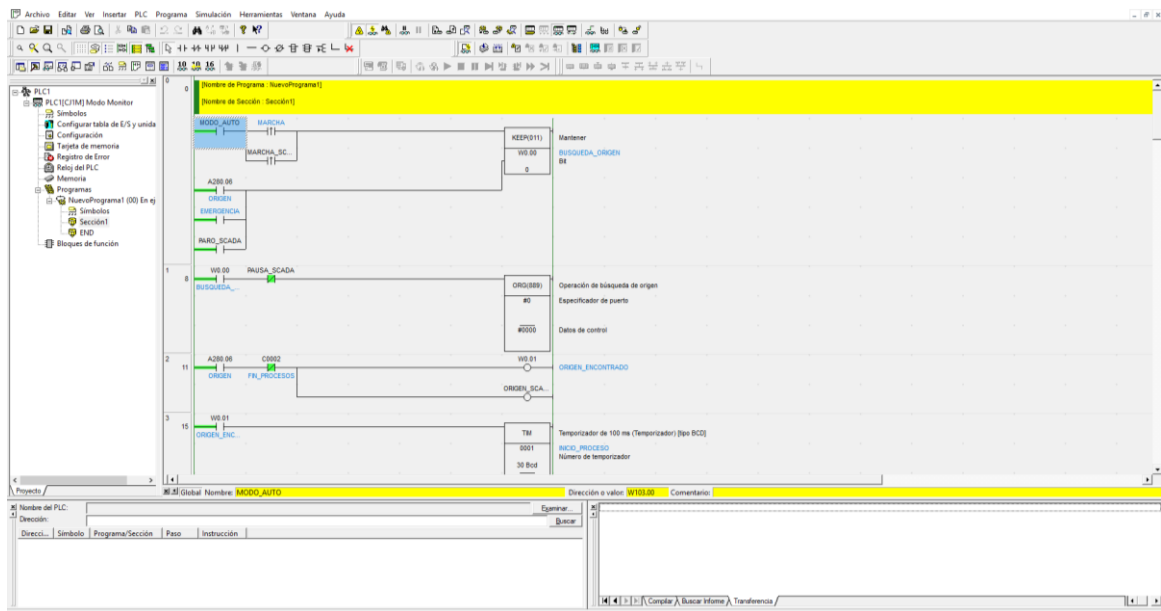 Archivo Editar Ver Insertar PLC Programa Simulación Herramientas Ventana Ayuda
PLC1
PLC1[CJ1M] Modo Monitor
Símbolos
Configurar tabla de E/S y unida
Configuración
Tarjeta de memoria
Registro de Error
Reloj del PLC
Memoria
Programas
NuevoPrograma1 (00) En ej
Símbolos
Sección1
END
Bloques de función
Proyecto
0
0
[Nombre de Programa : NuevoPrograma1]
[Nombre de Sección : Sección1]
MODO_AUTO MARCHA
MARCHA_SC...
KEEP(011) Mantener
W0.00 BUSQUEDA_ORIGEN
Bit
0
A280.06
ORIGEN
EMERGENCIA
PARO_SCADA
1
8
W0.00 PAUSA_SCADA
BUSQUEDA_...
ORG(889) Operación de búsqueda de origen
#0 Especificador de puerto
#0000 Datos de control
2
11
A280.06 C0002 W0.01
ORIGEN FIN_PROCESOS ORIGEN_ENCONTRADO
ORIGEN_SCA...
3
15
W0.01
ORIGEN_ENC...
TIM Temporizador de 100 ms (Temporizador) [tipo BCD]
0001 INICIO_PROCESO
Número de temporizador
30 Bcd
Global Nombre: MODO_AUTO Dirección o valor: W103.00 Comentario:
Nombre del PLC: Examinar...
Dirección: Buscar
Direcci... Símbolo Programa/Sección Paso Instrucción
Compilar Buscar Informe Transferencia